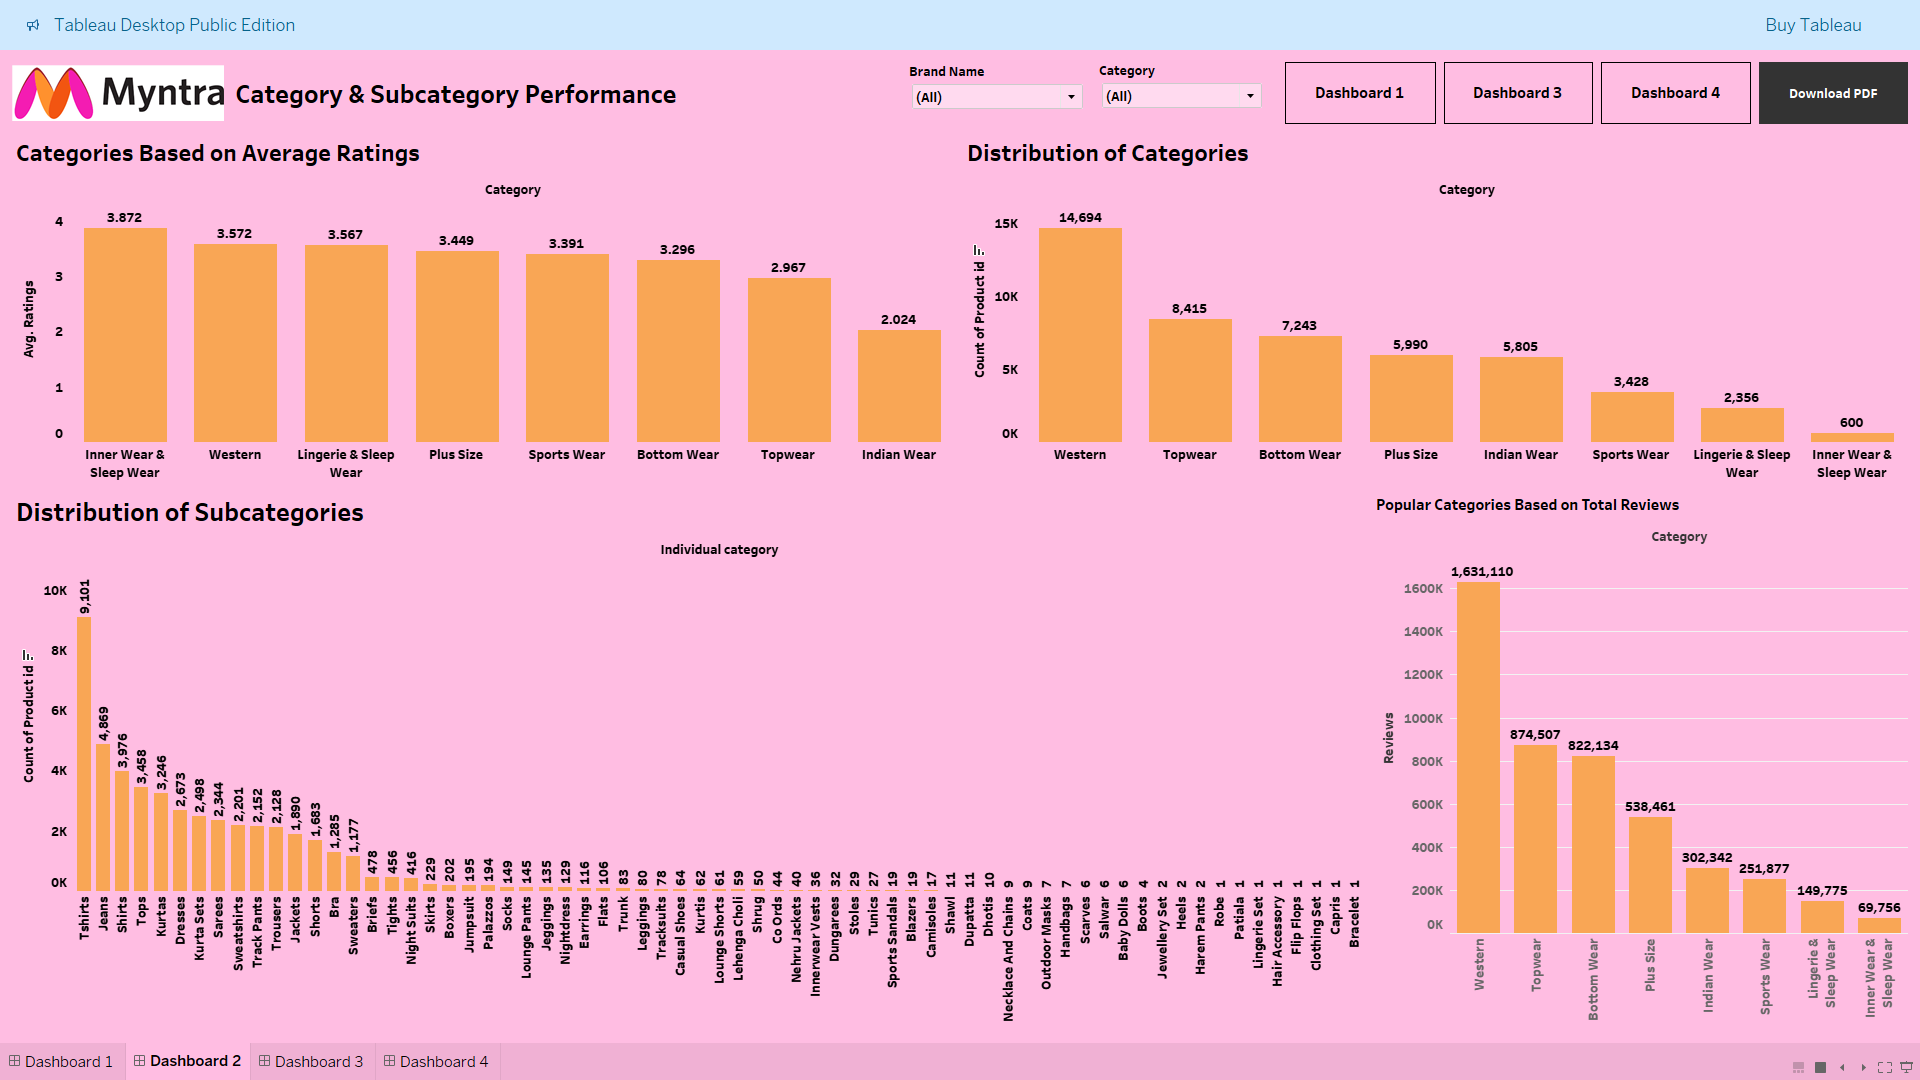 Tableau Desktop Public Edition
Buy Tableau
Myntra
Category & Subcategory Performance
Brand Name
(All)
Category
(All)
Dashboard 1
Dashboard 3
Dashboard 4
Download PDF
Categories Based on Average Ratings
Category
Avg. Ratings
4
3
2
1
0
3.872
3.572
3.567
3.449
3.391
3.296
2.967
2.024
Inner Wear &
Sleep Wear
Western
Lingerie & Sleep
Wear
Plus Size
Sports Wear
Bottom Wear
Topwear
Indian Wear
Distribution of Categories
Category
Count of Product id
15K
10K
5K
0K
14,694
8,415
7,243
5,990
5,805
3,428
2,356
600
Western
Topwear
Bottom Wear
Plus Size
Indian Wear
Sports Wear
Lingerie & Sleep
Wear
Inner Wear &
Sleep Wear
Distribution of Subcategories
Individual category
Count of Product id
10K
8K
6K
4K
2K
0K
9,101
4,869
3,976
3,458
3,246
2,673
2,498
2,344
2,201
2,152
2,128
1,890
1,683
1,285
1,177
478
456
416
229
202
195
194
149
145
135
129
116
106
83
80
78
64
62
61
59
50
44
40
36
32
29
27
19
19
17
11
11
10
9
9
7
7
6
6
6
4
2
2
2
1
1
1
1
1
1
1
1
Tshirts
Jeans
Shirts
Tops
Kurtas
Dresses
Kurta Sets
Sarees
Sweatshirts
Track Pants
Trousers
Jackets
Shorts
Bra
Sweaters
Briefs
Tights
Night Suits
Skirts
Boxers
Jumpsuit
Palazzos
Socks
Lounge Pants
Jeggings
Nightdress
Earrings
Flats
Trunk
Leggings
Tracksuits
Casual Shoes
Kurtis
Lounge Shorts
Lehenga Choli
Shrug
Co Ords
Nehru Jackets
Innerwear Vests
Dungarees
Stoles
Tunics
Sports Sandals
Blazers
Camisoles
Shawl
Dupatta
Dhotis
Necklace And Chains
Coats
Outdoor Masks
Handbags
Scarves
Salwar
Baby Dolls
Boots
Jewellery Set
Heels
Harem Pants
Robe
Patiala
Lingerie Set
Hair Accessory
Flip Flops
Clothing Set
Capris
Bracelet
Popular Categories Based on Total Reviews
Category
Reviews
1600K
1400K
1200K
1000K
800K
600K
400K
200K
0K
1,631,110
874,507
822,134
538,461
302,342
251,877
149,775
69,756
Western
Topwear
Bottom Wear
Plus Size
Indian Wear
Sports Wear
Lingerie &
Sleep Wear
Inner Wear &
Sleep Wear
Dashboard 1
Dashboard 2
Dashboard 3
Dashboard 4